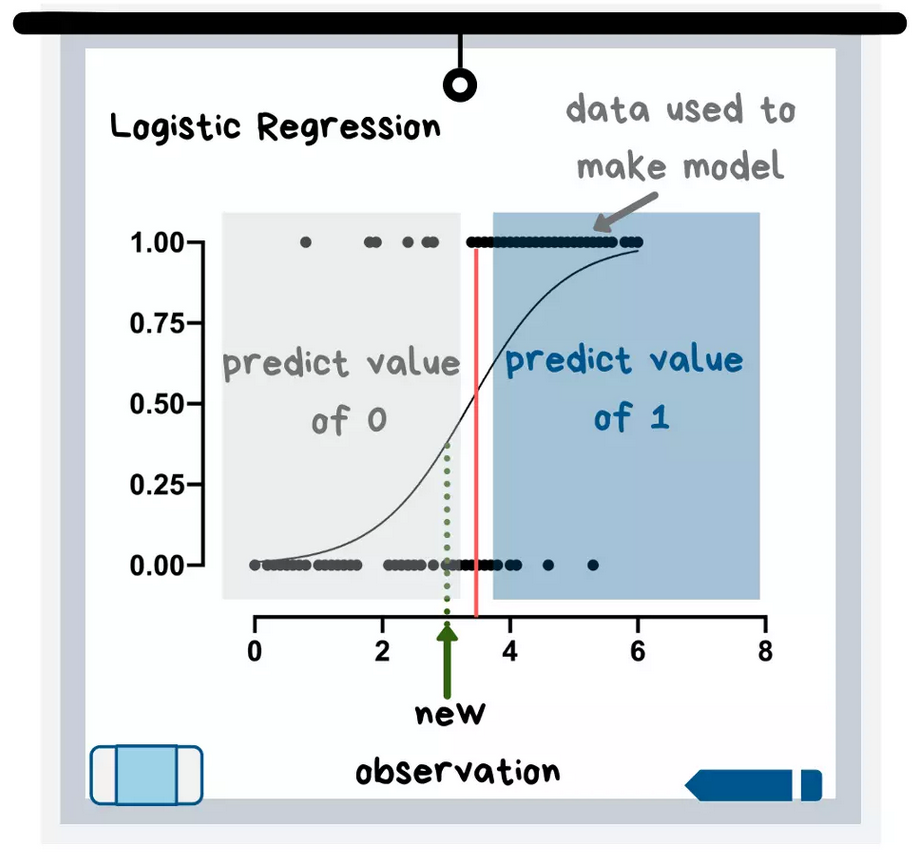 Logistic Regression
data used to
make model
1.00
0.75
0.50
0.25
0.00
predict value
of 0
predict value
of 1
0 2 4 6 8
new
observation